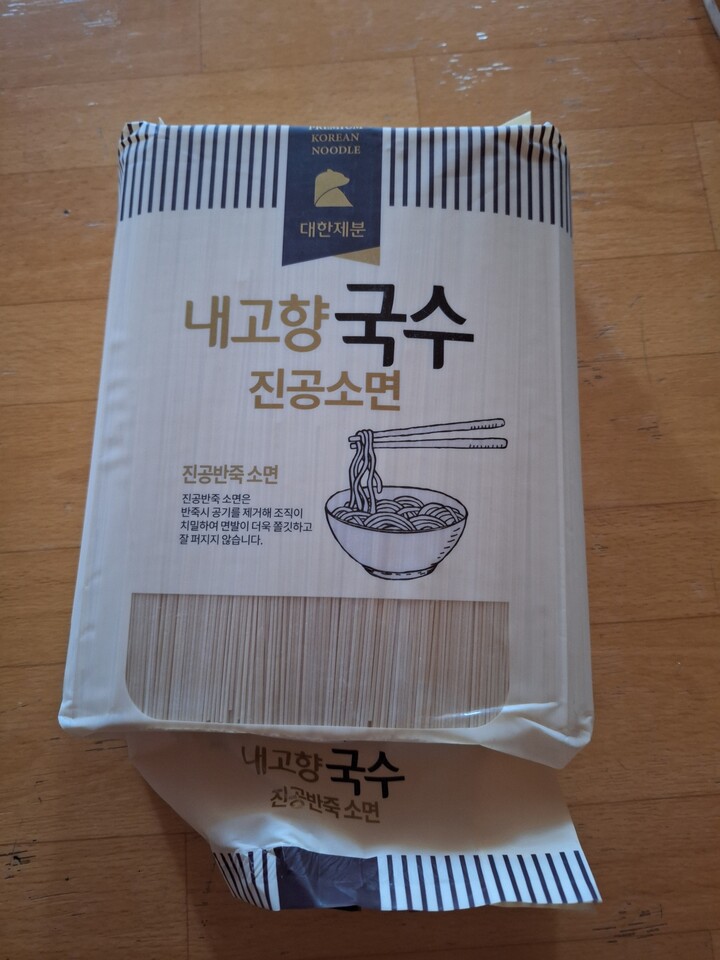 PREMIUM
KOREAN
NOODLE
대한제분
내고향 국수
진공소면
진공반죽 소면
진공반죽 소면은
반죽시 공기를 제거해 조직이
치밀하여 면발이 더욱 쫄깃하고
잘 퍼지지 않습니다.
내고향 국수
진공반죽 소면